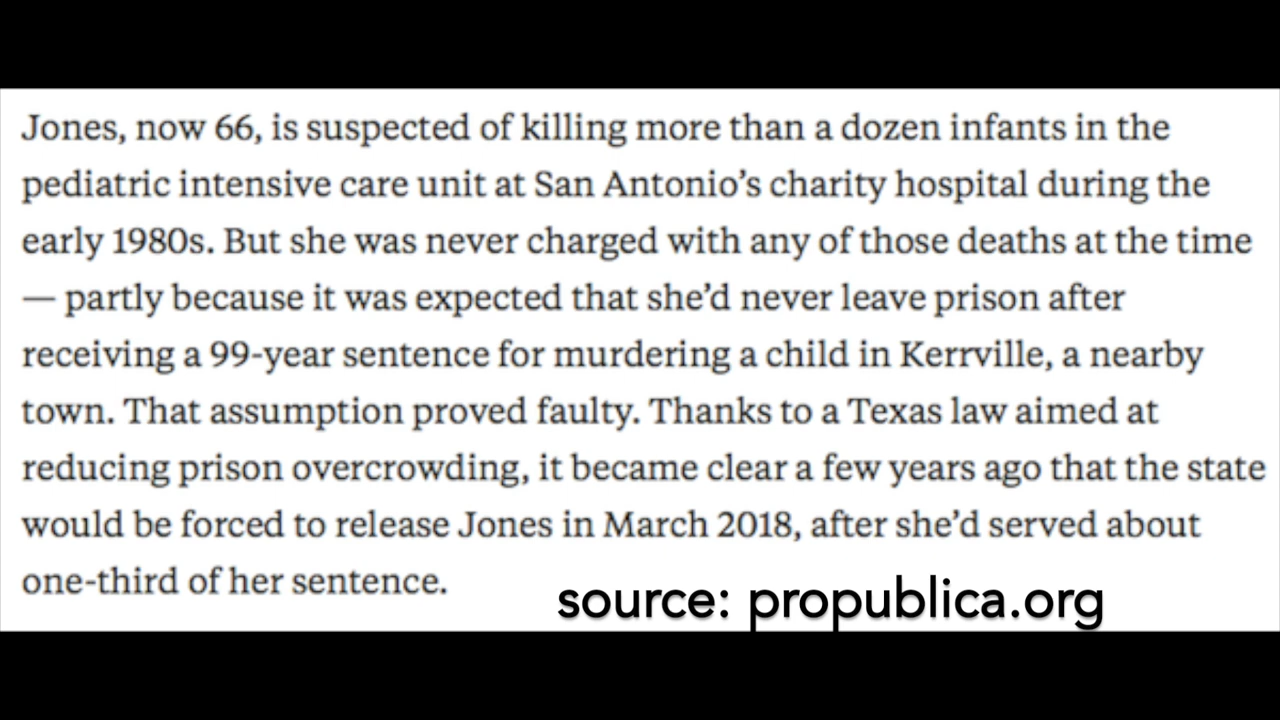 Jones, now 66, is suspected of killing more than a dozen infants in the
pediatric intensive care unit at San Antonio’s charity hospital during the
early 1980s. But she was never charged with any of those deaths at the time
— partly because it was expected that she’d never leave prison after
receiving a 99-year sentence for murdering a child in Kerrville, a nearby
town. That assumption proved faulty. Thanks to a Texas law aimed at
reducing prison overcrowding, it became clear a few years ago that the state
would be forced to release Jones in March 2018, after she’d served about
one-third of her sentence.
source: propublica.org